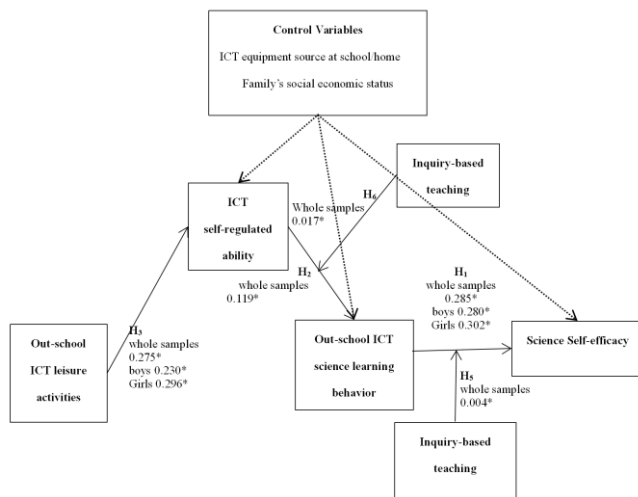 Control Variables
ICT equipment source at school/home
Family's social economic status
Inquiry-based
teaching
ICT
self-regulated
ability
Whole samples
0.017*
H6
H2
whole samples
0.119*
H1
whole samples
0.285*
boys 0.280*
Girls 0.302*
Out-school
ICT leisure
activities
H3
whole samples
0.275*
boys 0.230*
Girls 0.296*
Out-school ICT
science learning
behavior
Science Self-efficacy
H5
whole samples
0.004*
Inquiry-based
teaching